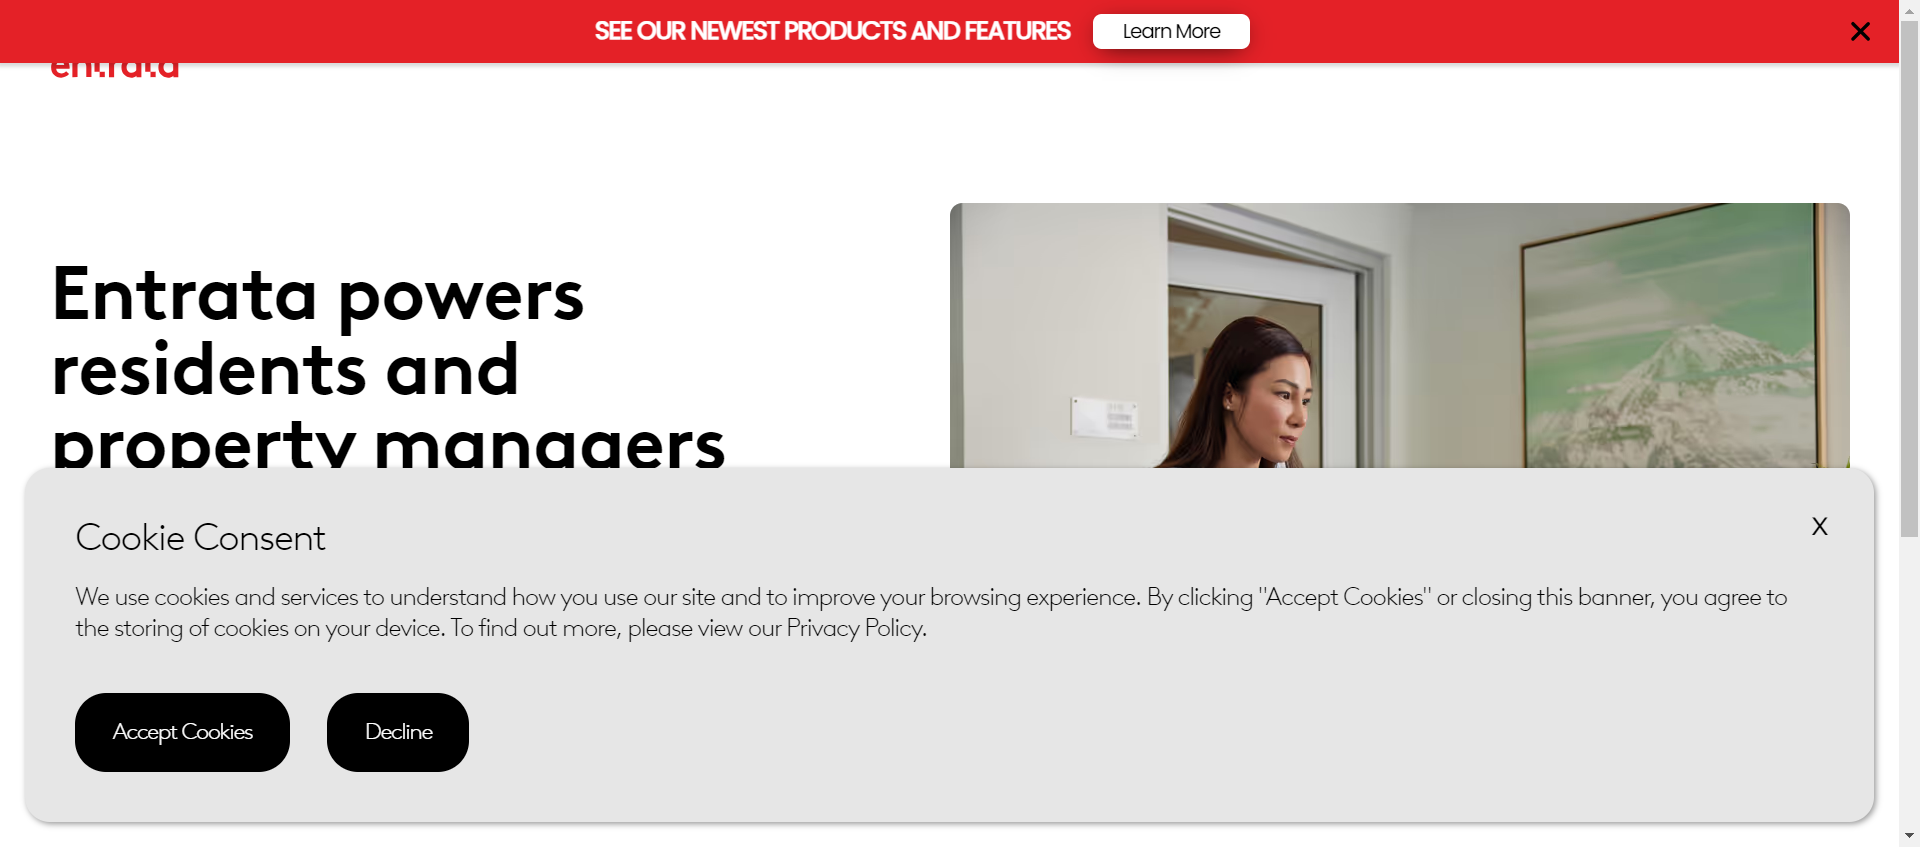 SEE OUR NEWEST PRODUCTS AND FEATURES
Learn More
entrata
Entrata powers
residents and
property managers
Cookie Consent
X
We use cookies and services to understand how you use our site and to improve your browsing experience. By clicking "Accept Cookies" or closing this banner, you agree to
the storing of cookies on your device. To find out more, please view our Privacy Policy.
Accept Cookies
Decline